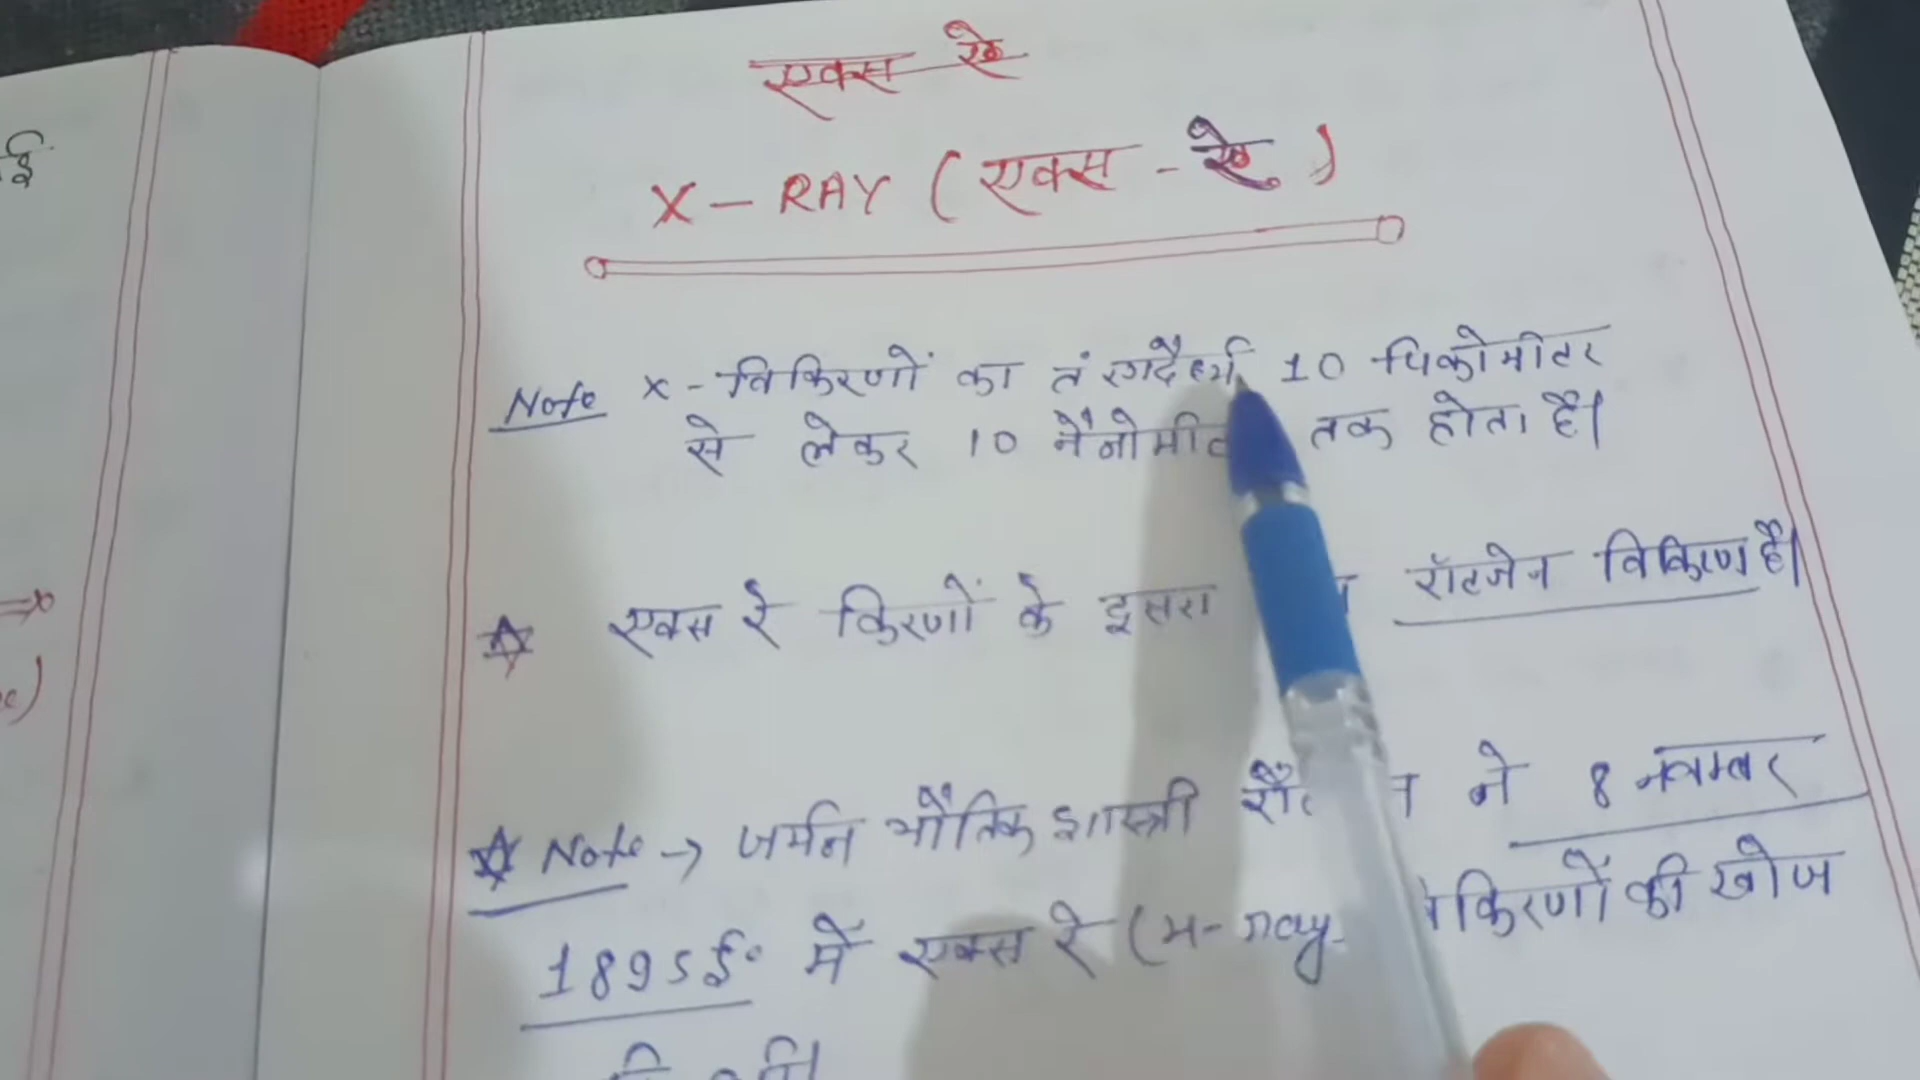 ई
एक्स रे
X - RAY ( एक्स - रे )
Note x - विकिरणों का तंरगदैर्ध्य 10 पिकोमीटर
से लेकर 10 नैनोमीट तक होता है।
☆ एक्स रे किरणों के दुसरा रॉटजेन विकिरण है।
☆ Note → जर्मन भौतिक शास्त्री ने 8 नवम्बर
1895 ई॰ में एक्स रे ( x-ray किरणों की खोज